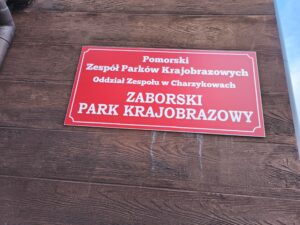 Pomorski
Zespół Parków Krajobrazowych
Oddział Zespołu w Charzykowach
ZABORSKI
PARK KRAJOBRAZOWY